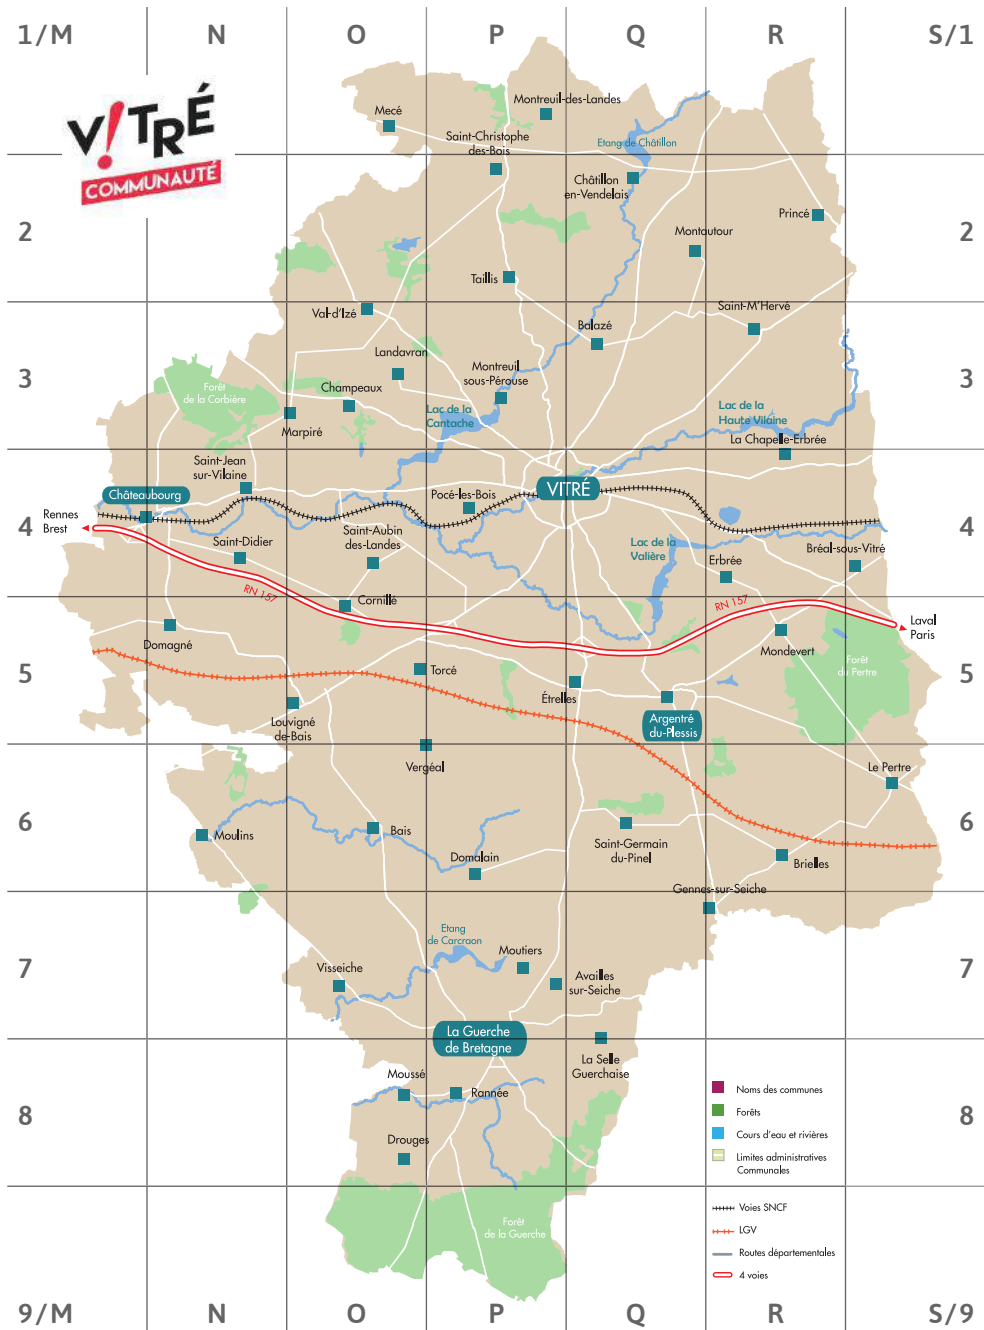 1/M
N
O
P
Q
R
S/1
V!TRÉ
COMMUNAUTÉ
Mecé
Montreuil-des-Landes
Saint-Christophe
des-Bois
Etang de Châtillon
Châtillon
en-Vendelais
Princé
2
2
Montautour
Taillis
Val-d'Izé
Saint-M'Hervé
Balazé
Landavran
Montreuil
sous-Pérouse
3
3
Forêt
de la Corbière
Champeaux
Marpiré
Lac de la
Cantache
Lac de la
Haute Vilaine
La Chapelle-Erbrée
Saint-Jean
sur-Vilaine
Châteaubourg
Pocé-les-Bois
VITRÉ
Rennes
Brest
4
4
Saint-Didier
Saint-Aubin
des-Landes
Lac de la
Valière
Erbrée
Bréal-sous-Vitré
RN 157
Cornillé
RN 157
Laval
Paris
Domagné
Mondevert
5
5
Torcé
Forêt
du Pertre
Étrelles
Louvigné
de-Bais
Argentré
du-Plessis
Vergéal
Le Pertre
6
6
Moulins
Bais
Saint-Germain
du-Pinel
Domalain
Brielles
Gennes-sur-Seiche
Etang
de Carcraon
7
7
Visseiche
Moutiers
Availles
sur-Seiche
La Guerche
de Bretagne
La Selle
Guerchaise
Moussé
Rannée
8
8
Drouges
Noms des communes
Forêts
Cours d'eau et rivières
Limites administratives
Communales
Forêt
de la Guerche
Voies SNCF
LGV
Routes départementales
4 voies
9/M
N
O
P
Q
R
S/9